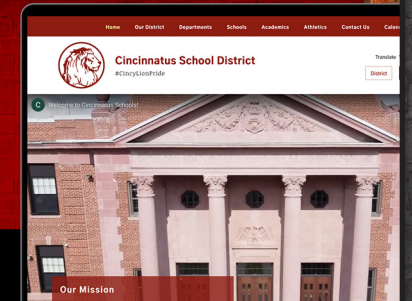 Home Our District Departments Schools Academics Athletics Contact Us Calen
Cincinnatus School District
#CincyLionPride
Translate
District
C Welcome to Cincinnatus Schools!
Our Mission